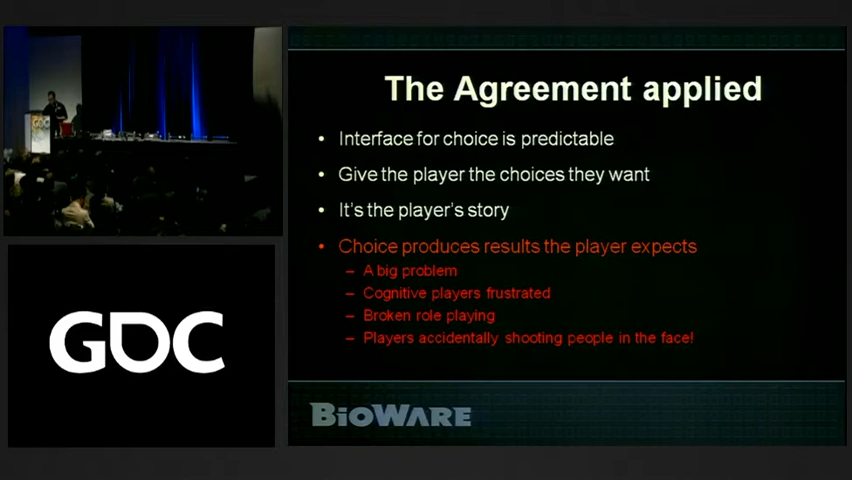 The Agreement applied
• Interface for choice is predictable
• Give the player the choices they want
• It's the player's story
• Choice produces results the player expects
– A big problem
– Cognitive players frustrated
– Broken role playing
– Players accidentally shooting people in the face!
BIOWARE
GDC
GDC